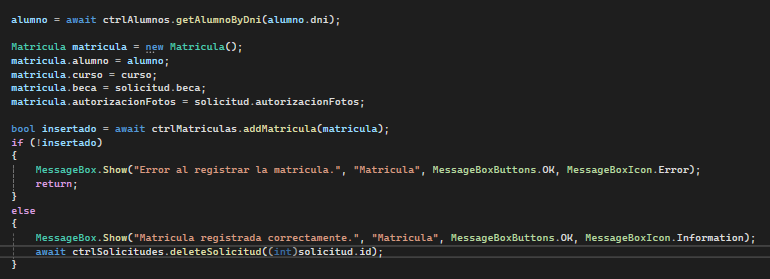 alumno = await ctrlAlumnos.getAlumnoByDni(alumno.dni);
Matricula matricula = new Matricula();
matricula.alumno = alumno;
matricula.curso = curso;
matricula.beca = solicitud.beca;
matricula.autorizacionFotos = solicitud.autorizacionFotos;
bool insertado = await ctrlMatriculas.addMatricula(matricula);
if (!insertado)
{
MessageBox.Show("Error al registrar la matricula.", "Matricula", MessageBoxButtons.OK, MessageBoxIcon.Error);
return;
}
else
{
MessageBox.Show("Matricula registrada correctamente.", "Matricula", MessageBoxButtons.OK, MessageBoxIcon.Information);
await ctrlSolicitudes.deleteSolicitud((int)solicitud.id);
}